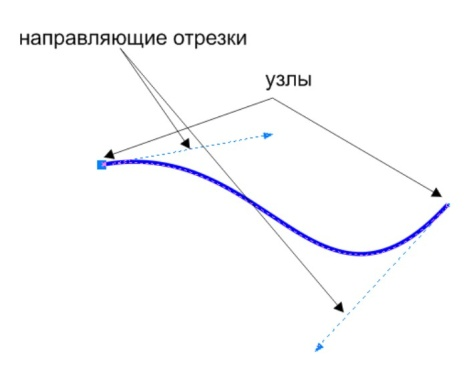 направляющие отрезки
узлы